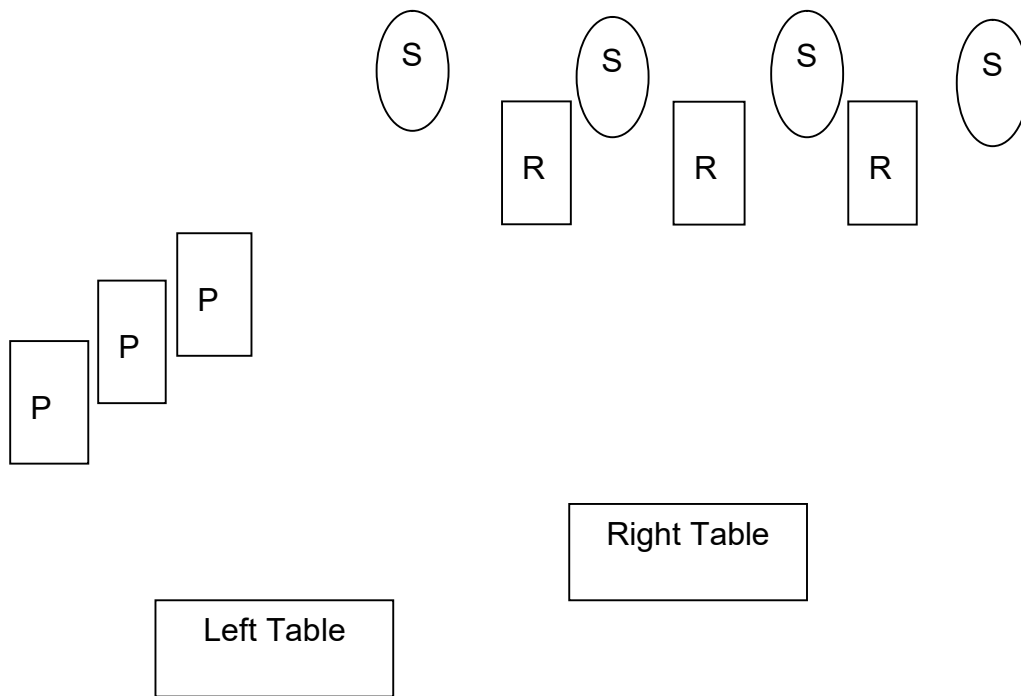 S S S S
R R R
P
P
P
Right Table
Left Table